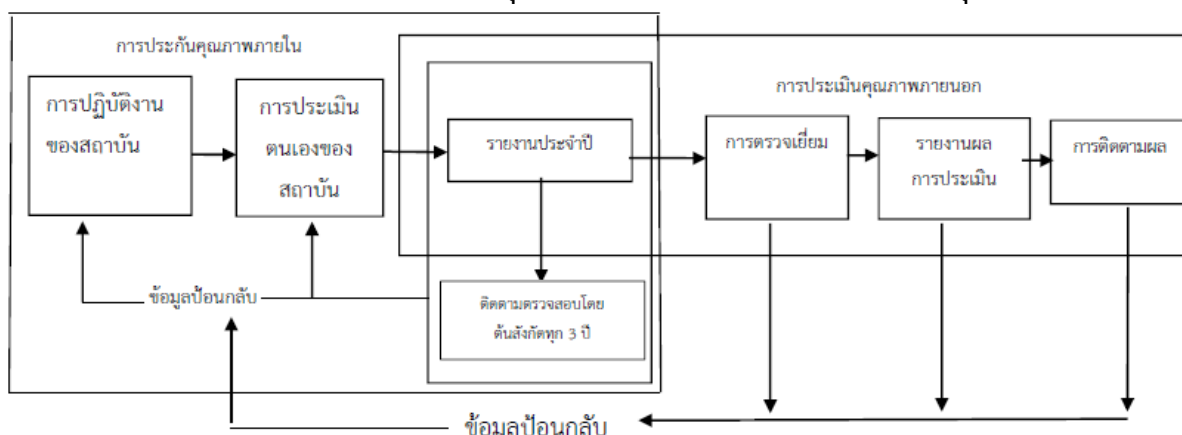 การประกันคุณภาพภายใน
การปฏิบัติงาน
ของสถาบัน
การประเมิน
ตนเองของ
สถาบัน
รายงานประจำปี
ติดตามตรวจสอบโดย
ต้นสังกัดทุก 3 ปี
ข้อมูลป้อนกลับ
การประเมินคุณภาพภายนอก
การตรวจเยี่ยม
รายงานผล
การประเมิน
การติดตามผล
ข้อมูลป้อนกลับ